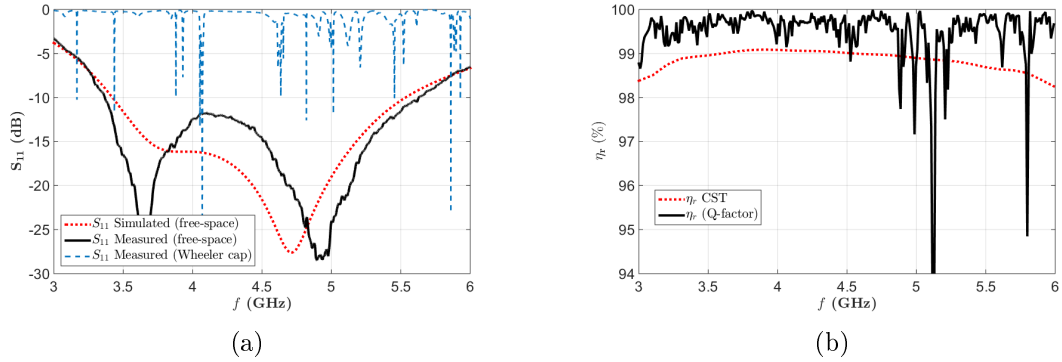 0
-5
-10
-15
-20
-25
-30
S₁₁ (dB)
S₁₁ Simulated (free-space)
S₁₁ Measured (free-space)
S₁₁ Measured (Wheeler cap)
3 3.5 4 4.5 5 5.5 6
f (GHz)
(a)
100
99
98
97
96
95
94
ηᵣ (%)
ηᵣ CST
ηᵣ (Q-factor)
3 3.5 4 4.5 5 5.5 6
f (GHz)
(b)